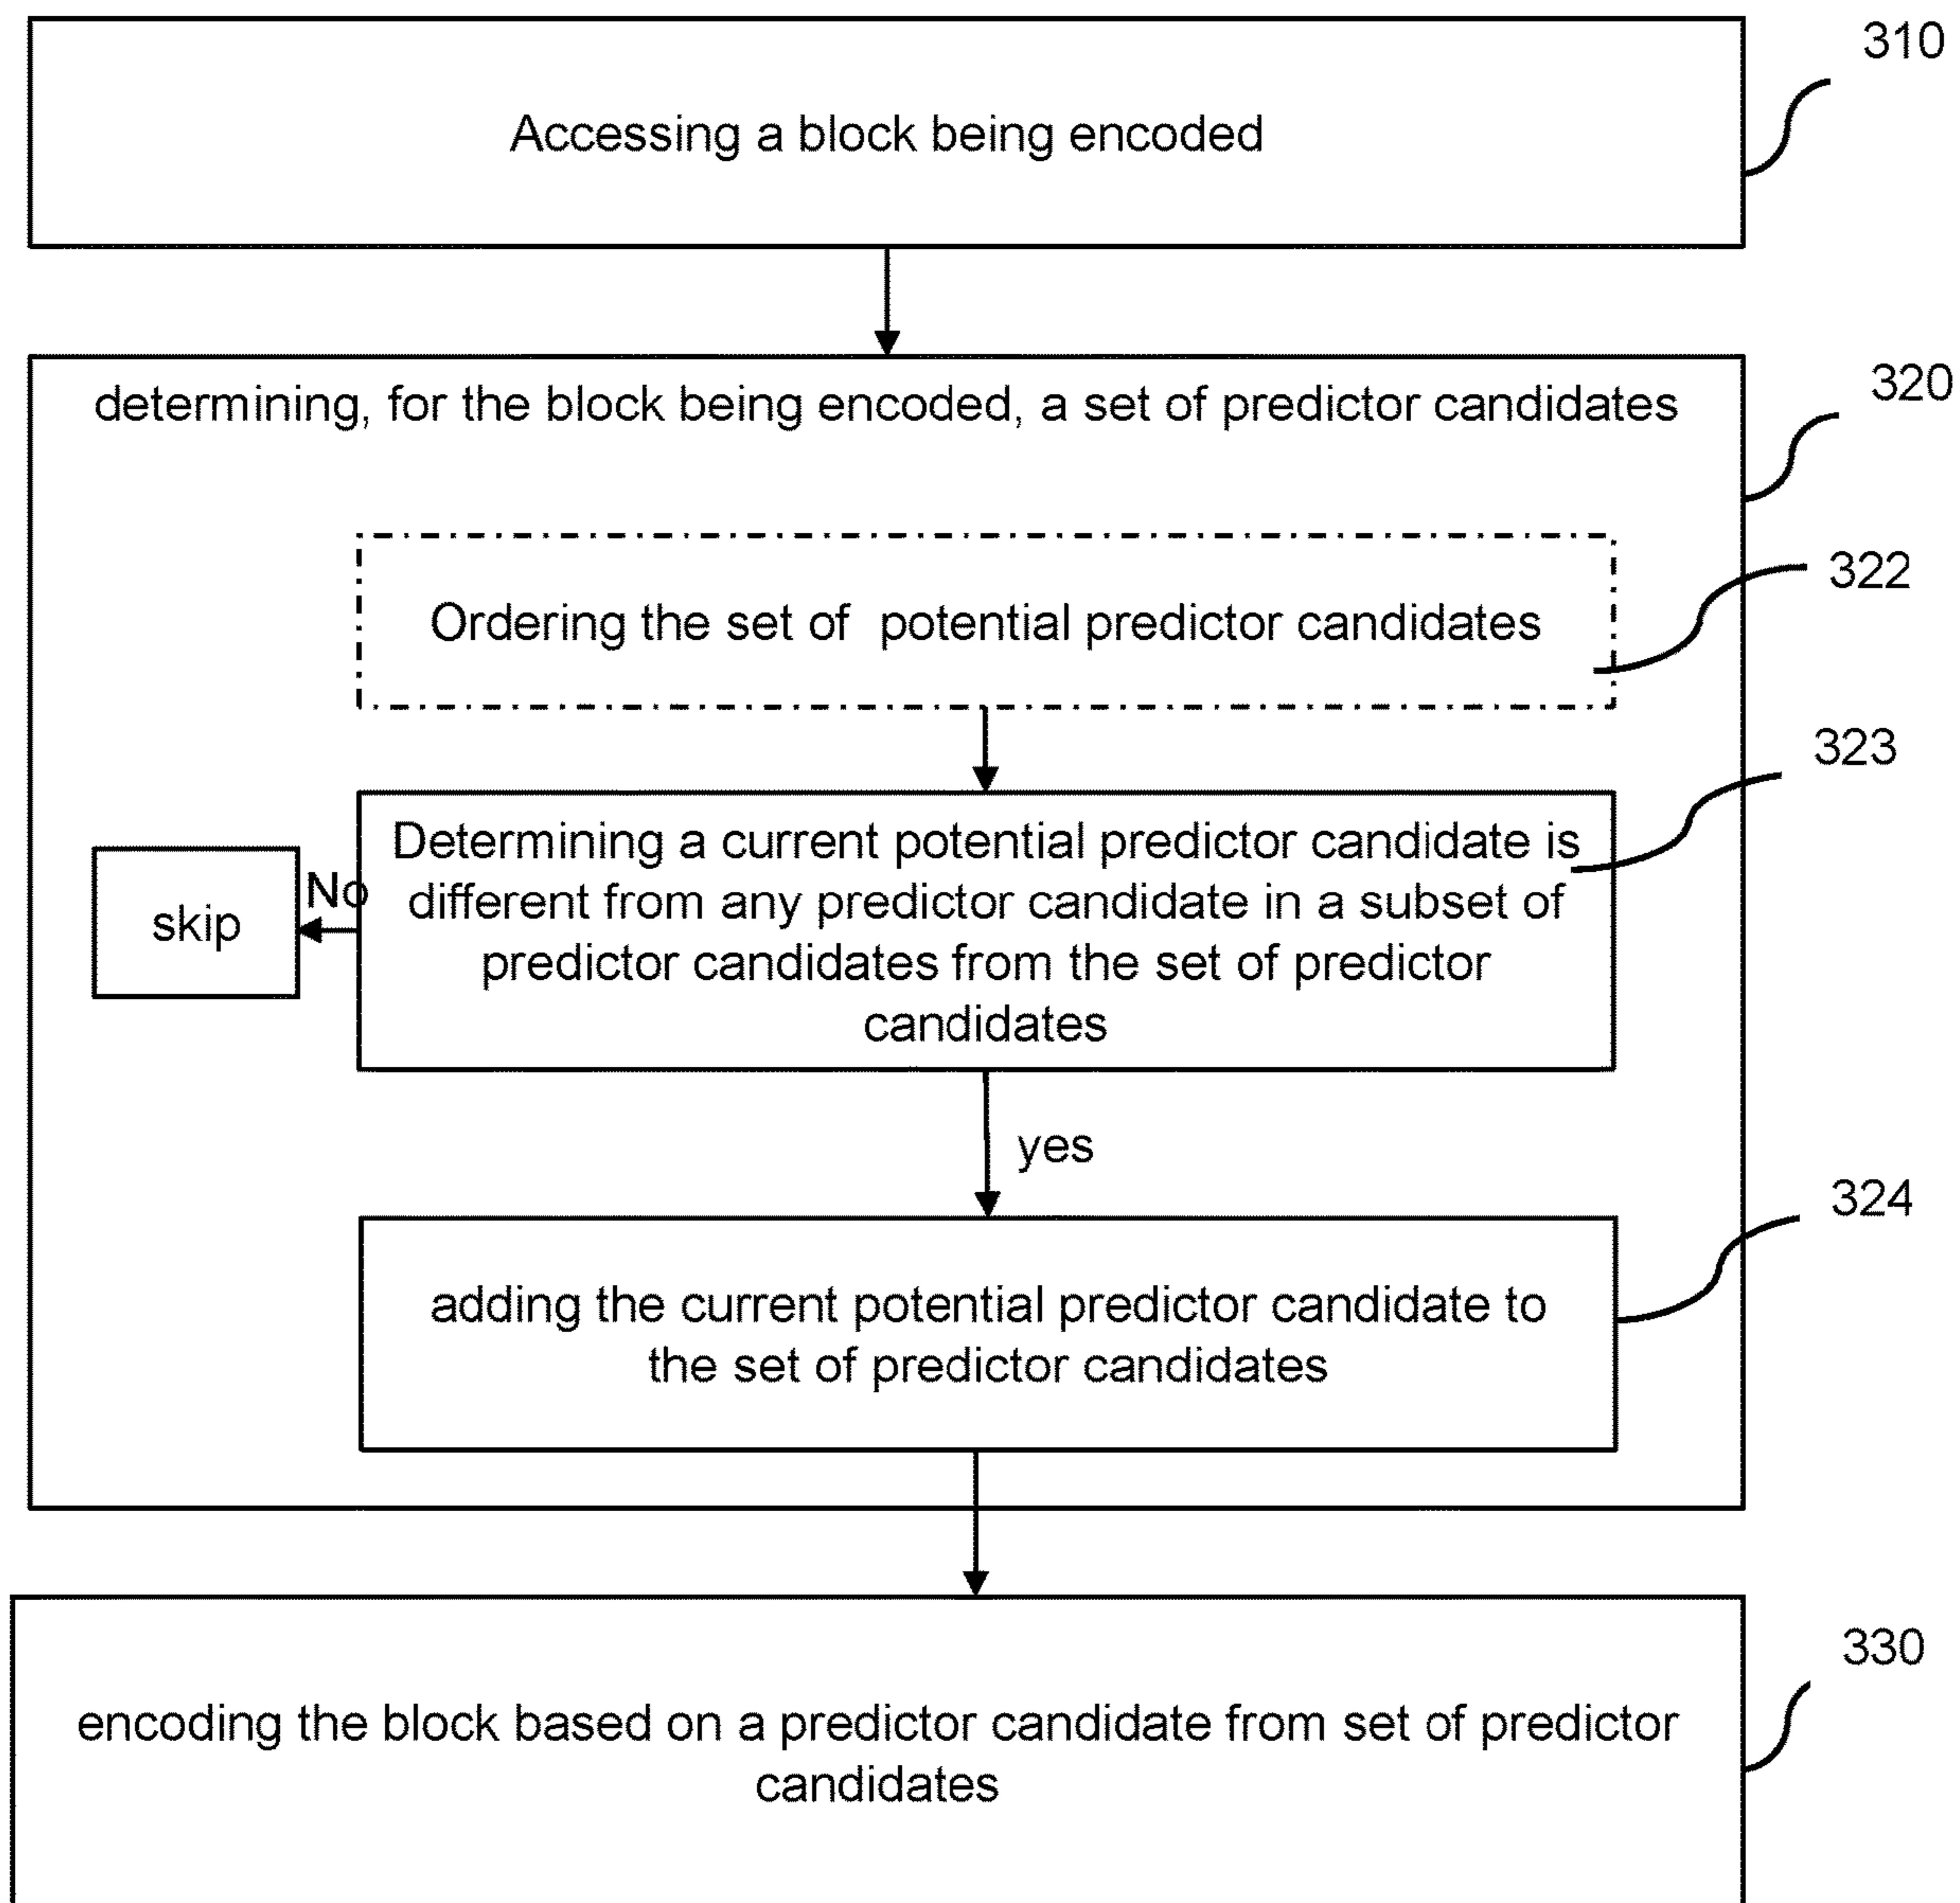 310
Accessing a block being encoded
320
determining, for the block being encoded, a set of predictor candidates
322
Ordering the set of potential predictor candidates
323
Determining a current potential predictor candidate is
different from any predictor candidate in a subset of
predictor candidates from the set of predictor
candidates
No
skip
yes
324
adding the current potential predictor candidate to
the set of predictor candidates
330
encoding the block based on a predictor candidate from set of predictor
candidates